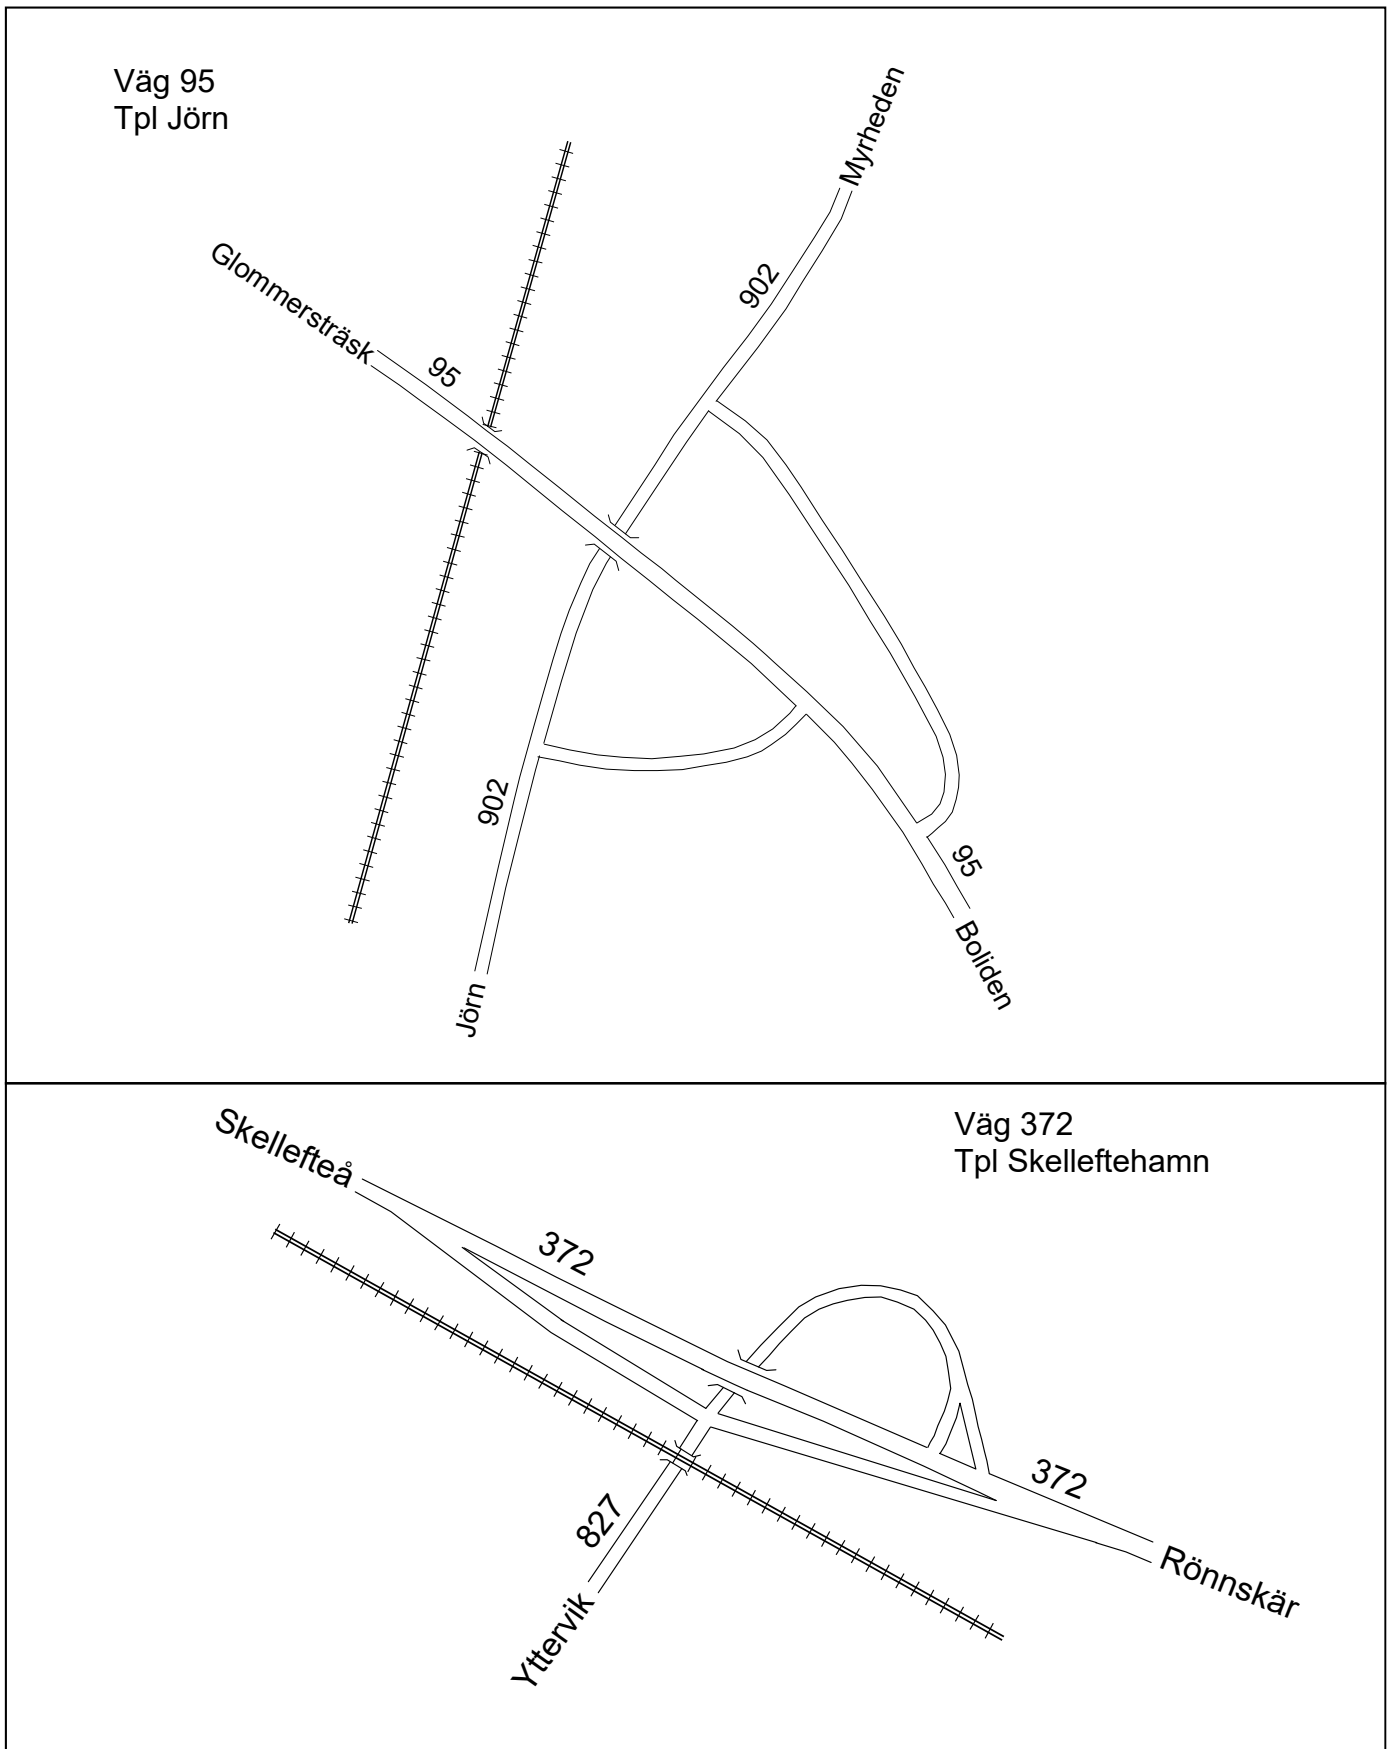 Väg 95
Tpl Jörn
Myrheden
Glommersträsk
902
95
902
95
Boliden
Jörn
Skellefteå
Väg 372
Tpl Skelleftehamn
372
372
827
Rönnskär
Yttervik